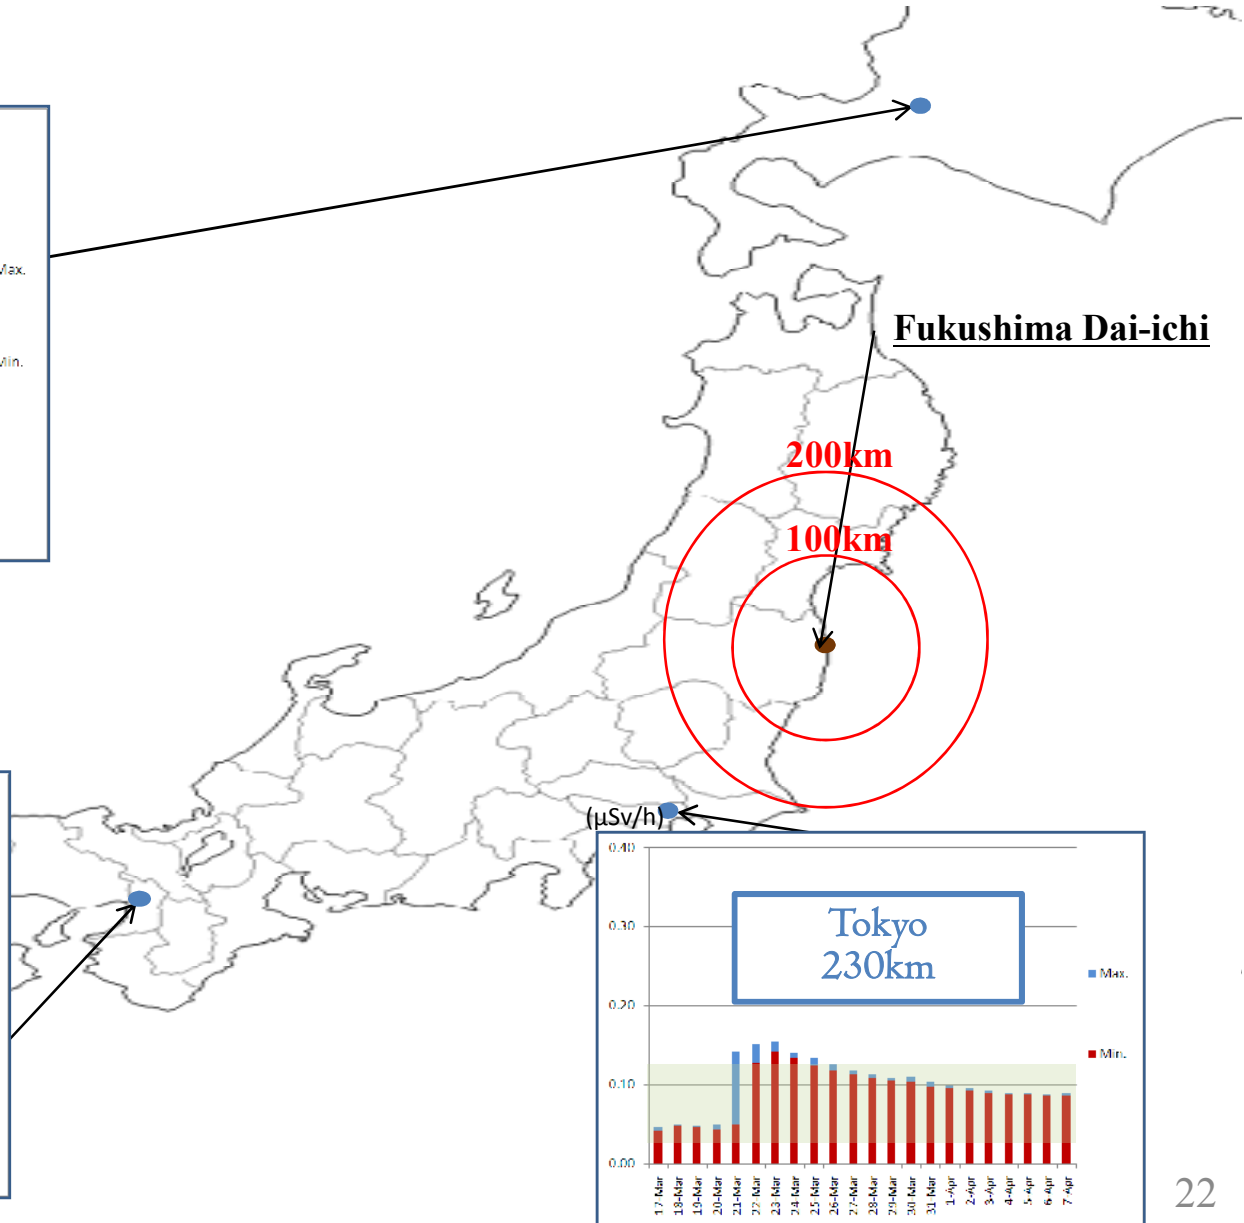 Max.
Min.
Fukushima Dai-ichi
200km
100km
(μSv/h)
0.40
0.30
0.20
0.10
0.00
Tokyo
230km
Max.
Min.
17-Mar
18-Mar
19-Mar
20-Mar
21-Mar
22-Mar
23-Mar
24-Mar
25-Mar
26-Mar
27-Mar
28-Mar
29-Mar
30-Mar
31-Mar
1-Apr
2-Apr
3-Apr
4-Apr
5-Apr
6-Apr
7-Apr
22